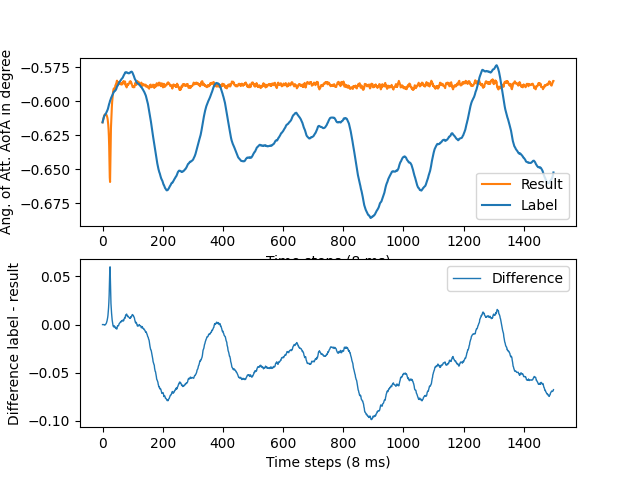 Ang. of Att. AofA in degree
−0.575
−0.600
−0.625
−0.650
−0.675
Result
Label
0 200 400 600 800 1000 1200 1400
Time steps (8 ms)
Difference label - result
0.05
0.00
−0.05
−0.10
Difference
0 200 400 600 800 1000 1200 1400
Time steps (8 ms)